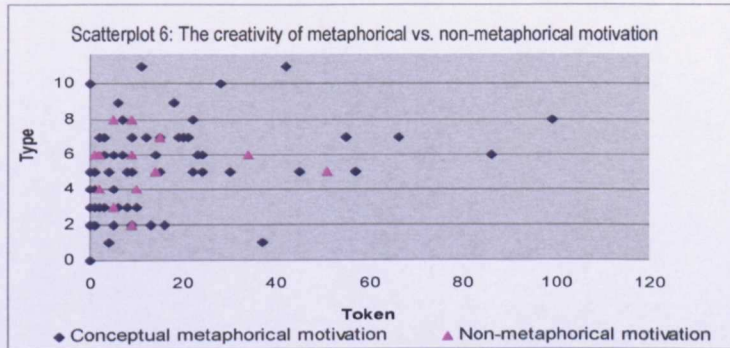 Scatterplot 6: The creativity of metaphorical vs. non-metaphorical motivation
10
8
6
4
2
0
Type
0 20 40 60 80 100 120
Token
Conceptual metaphorical motivation Non-metaphorical motivation